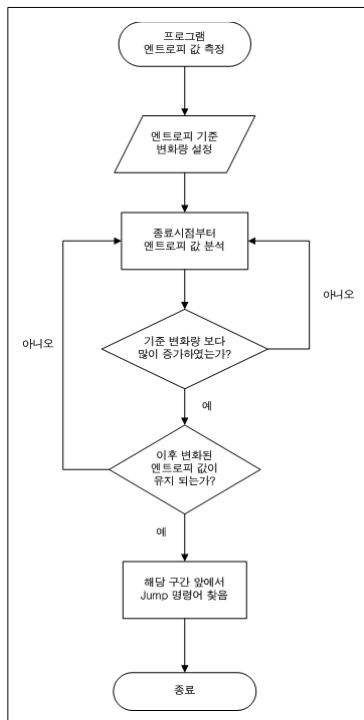 프로그램
엔트로피 값 측정
엔트로피 기준
변화량 설정
종료시점부터
엔트로피 값 분석
아니오
아니오
기준 변화량 보다
많이 증가하였는가?
예
이후 변화된
엔트로피 값이
유지 되는가?
예
해당 구간 앞에서
Jump 명령어 찾음
종료